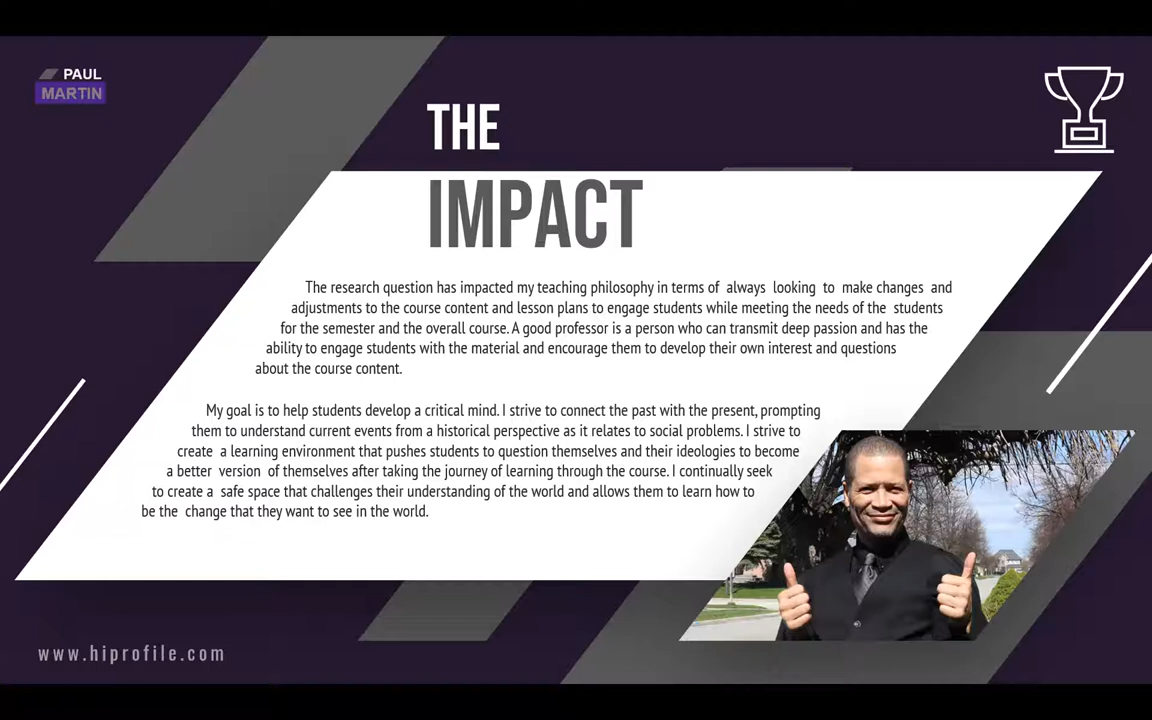 PAUL
MARTIN
THE
IMPACT
The research question has impacted my teaching philosophy in terms of always looking to make changes and
adjustments to the course content and lesson plans to engage students while meeting the needs of the students
for the semester and the overall course. A good professor is a person who can transmit deep passion and has the
ability to engage students with the material and encourage them to develop their own interest and questions
about the course content.
My goal is to help students develop a critical mind. I strive to connect the past with the present, prompting
them to understand current events from a historical perspective as it relates to social problems. I strive to
create a learning environment that pushes students to question themselves and their ideologies to become
a better version of themselves after taking the journey of learning through the course. I continually seek
to create a safe space that challenges their understanding of the world and allows them to learn how to
be the change that they want to see in the world.
www.hiprofile.com